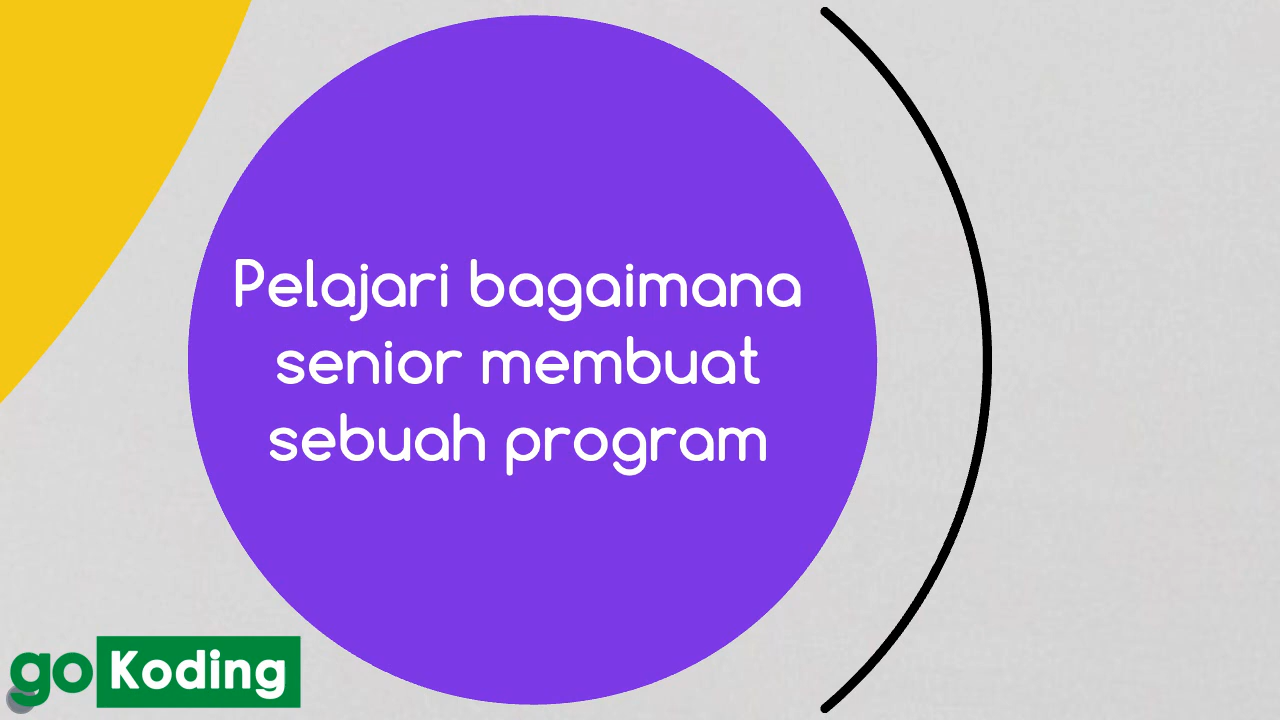 Pelajari bagaimana
senior membuat
sebuah program
go Koding